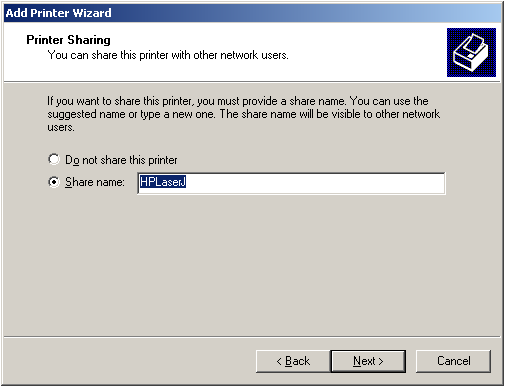 Add Printer Wizard
Printer Sharing
You can share this printer with other network users.
If you want to share this printer, you must provide a share name. You can use the
suggested name or type a new one. The share name will be visible to other network
users.
Do not share this printer
Share name: HPLaserJ
< Back Next > Cancel